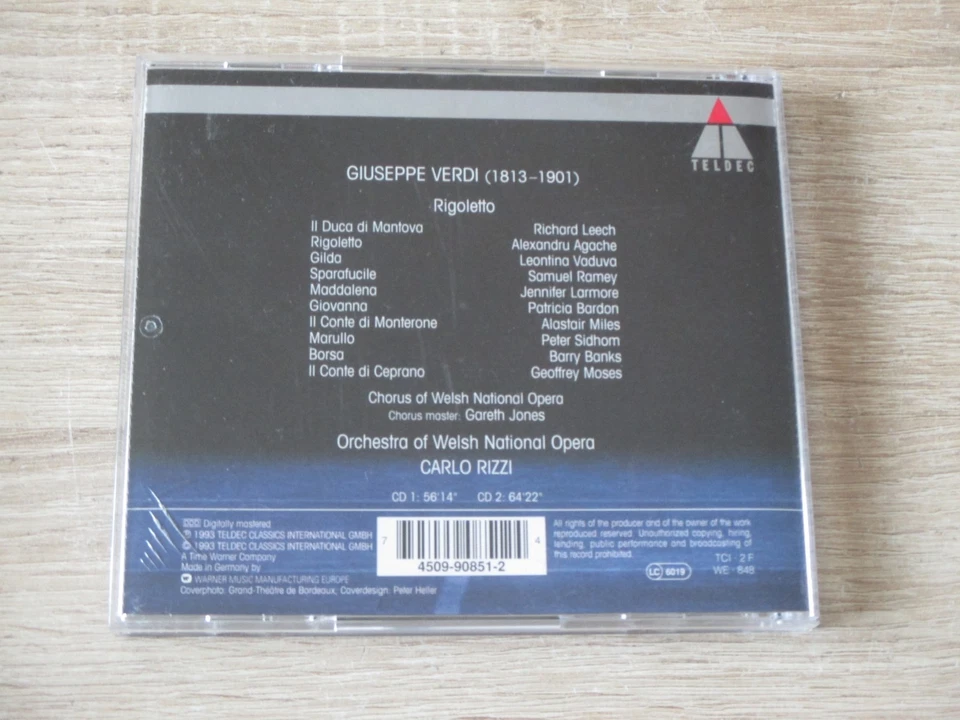 TELDEC
GIUSEPPE VERDI (1813–1901)
Rigoletto
Il Duca di Mantova Richard Leech
Rigoletto Alexandru Agache
Gilda Leontina Vaduva
Sparafucile Samuel Ramey
Maddalena Jennifer Larmore
Giovanna Patricia Bardon
Il Conte di Monterone Alastair Miles
Marullo Peter Sidhom
Borsa Barry Banks
Il Conte di Ceprano Geoffrey Moses
Chorus of Welsh National Opera
Chorus master: Gareth Jones
Orchestra of Welsh National Opera
CARLO RIZZI
CD 1: 56'14" CD 2: 64'22"
DDD Digitally mastered
℗ 1993 TELDEC CLASSICS INTERNATIONAL GMBH
© 1993 TELDEC CLASSICS INTERNATIONAL GMBH
A Time Warner Company
Made in Germany by
WARNER MUSIC MANUFACTURING EUROPE
Coverphoto: Grand-Théâtre de Bordeaux, Coverdesign: Peter Heller
7 4
4509-90851-2
All rights of the producer and of the owner of the work
reproduced reserved. Unauthorized copying, hiring,
lending, public performance and broadcasting of
this record prohibited.
LC 6019
TCI · 2 F
WE · 848